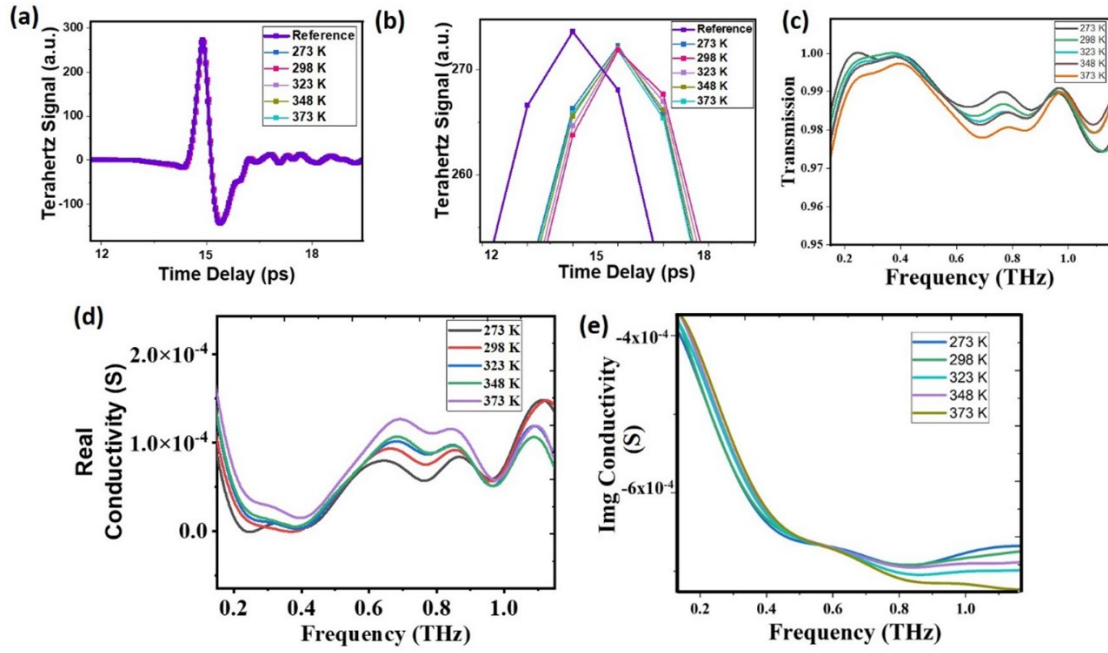 (a)
Terahertz Signal (a.u.)
300
200
100
0
-100
12
15
18
Time Delay (ps)
Reference
273 K
298 K
323 K
348 K
373 K
(b)
Terahertz Signal (a.u.)
270
260
12
15
18
Time Delay (ps)
Reference
273 K
298 K
323 K
348 K
373 K
(c)
Transmission
1.00
0.99
0.98
0.97
0.96
0.95
0.2
0.4
0.6
0.8
1.0
Frequency (THz)
273 K
298 K
323 K
348 K
373 K
(d)
Real
Conductivity (S)
2.0×10⁻⁴
1.0×10⁻⁴
0.0
0.2
0.4
0.6
0.8
1.0
Frequency (THz)
273 K
298 K
323 K
348 K
373 K
(e)
Img Conductivity
(S)
-4x10⁻⁴
-6x10⁻⁴
0.2
0.4
0.6
0.8
1.0
Frequency (THz)
273 K
298 K
323 K
348 K
373 K